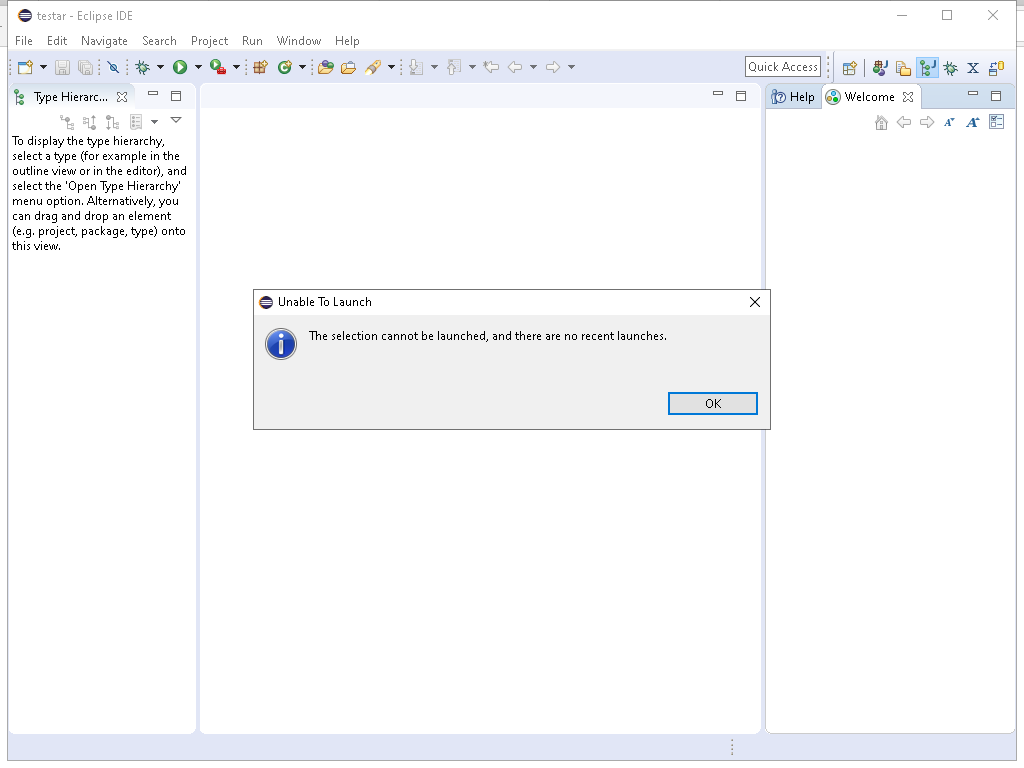 testar - Eclipse IDE
File Edit Navigate Search Project Run Window Help
Quick Access
Type Hierarc...
Help
Welcome
To display the type hierarchy,
select a type (for example in the
outline view or in the editor), and
select the 'Open Type Hierarchy'
menu option. Alternatively, you
can drag and drop an element
(e.g. project, package, type) onto
this view.
Unable To Launch
The selection cannot be launched, and there are no recent launches.
OK